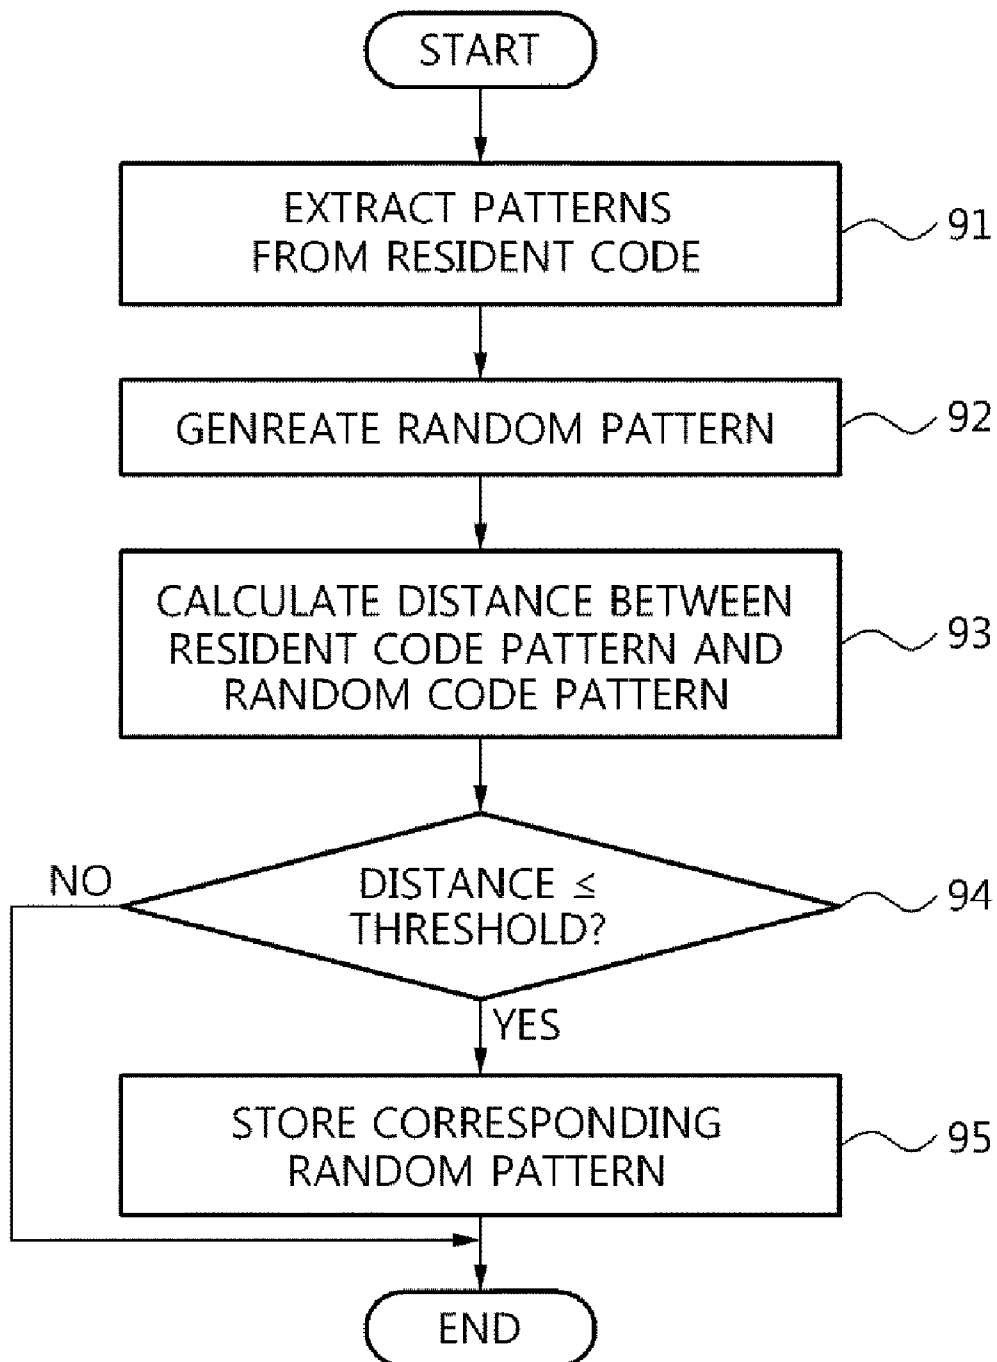 START
EXTRACT PATTERNS
FROM RESIDENT CODE
91
GENREATE RANDOM PATTERN
92
CALCULATE DISTANCE BETWEEN
RESIDENT CODE PATTERN AND
RANDOM CODE PATTERN
93
NO
DISTANCE ≤
THRESHOLD?
94
YES
STORE CORRESPONDING
RANDOM PATTERN
95
END